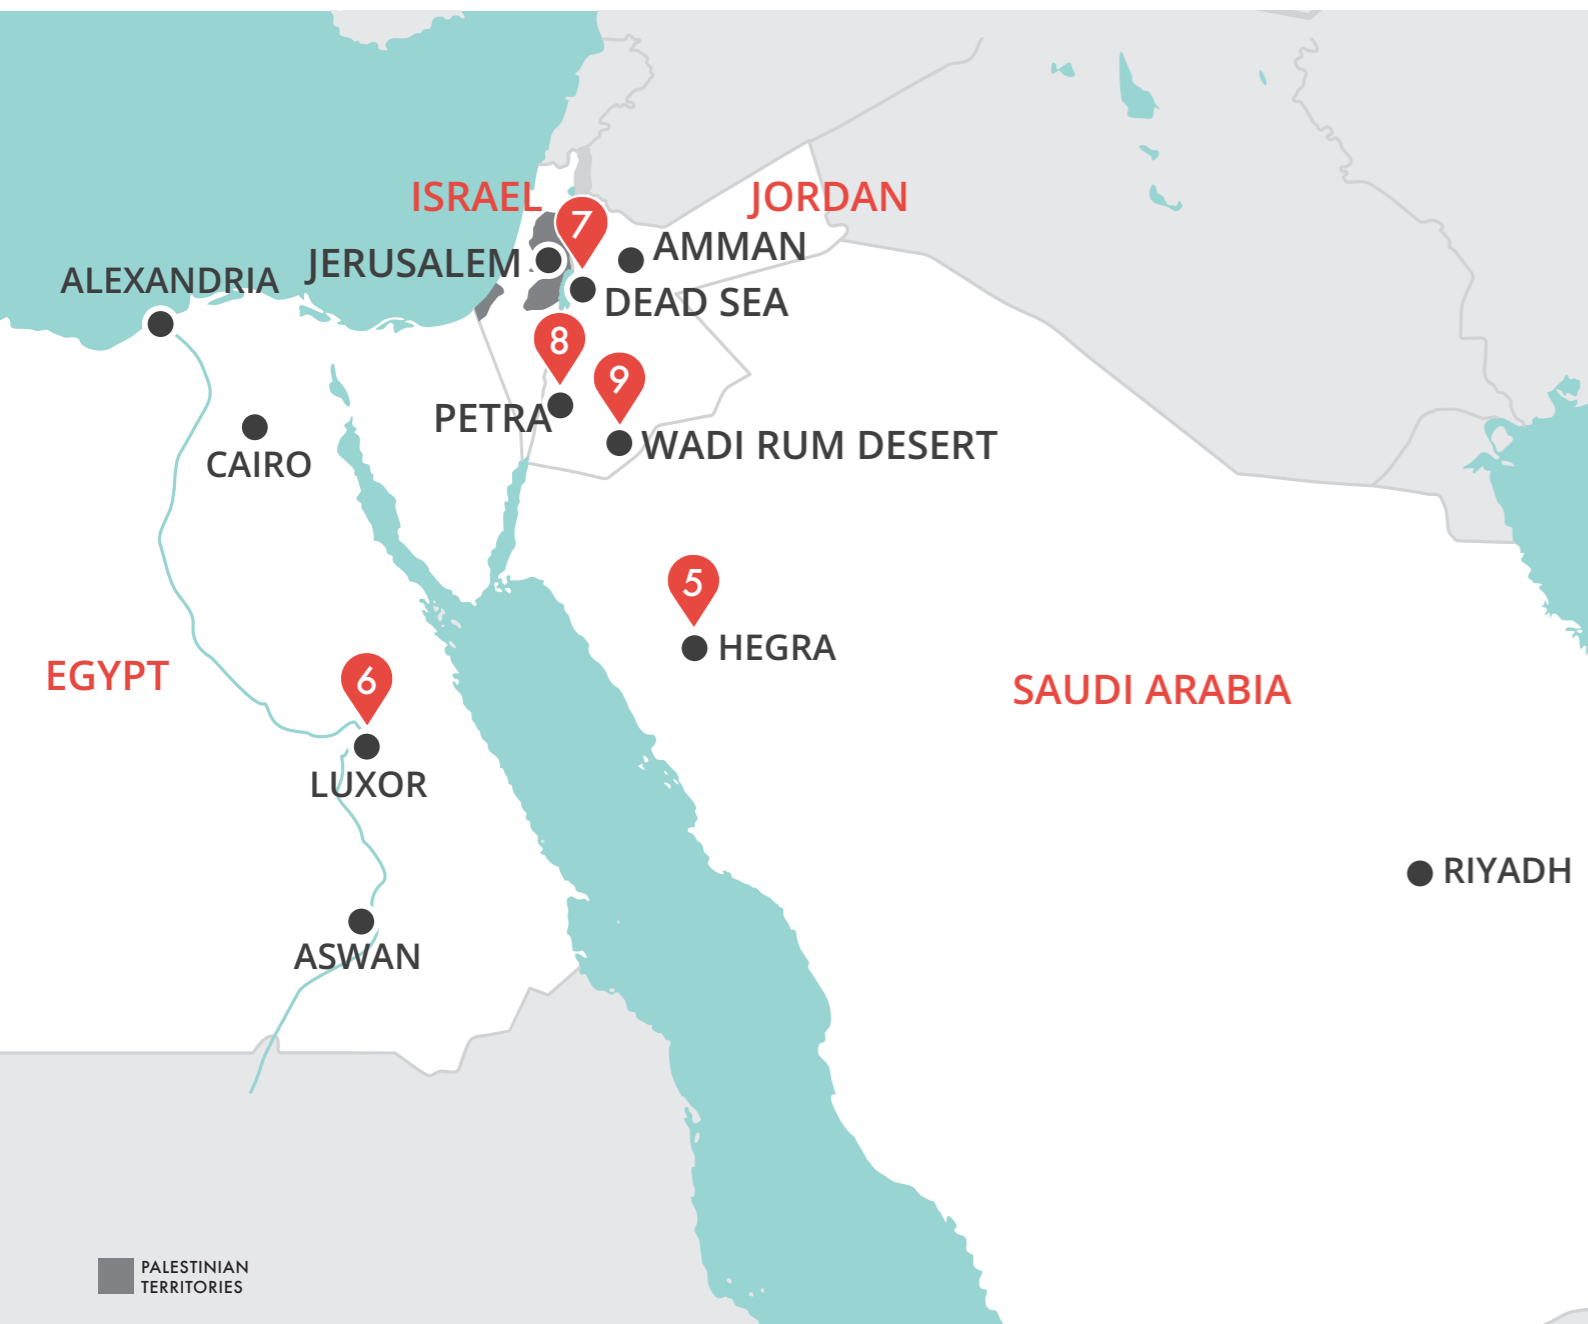 ISRAEL
JORDAN
7
JERUSALEM
AMMAN
ALEXANDRIA
DEAD SEA
8
9
PETRA
WADI RUM DESERT
CAIRO
5
HEGRA
EGYPT
6
SAUDI ARABIA
LUXOR
RIYADH
ASWAN
PALESTINIAN
TERRITORIES